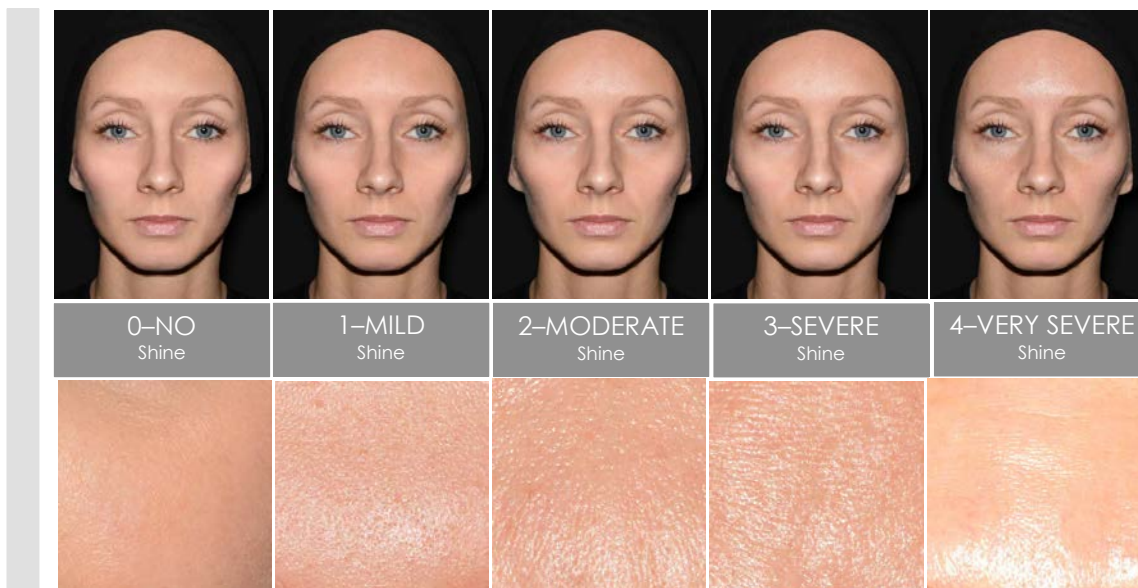 0–NO
Shine
1–MILD
Shine
2–MODERATE
Shine
3–SEVERE
Shine
4–VERY SEVERE
Shine